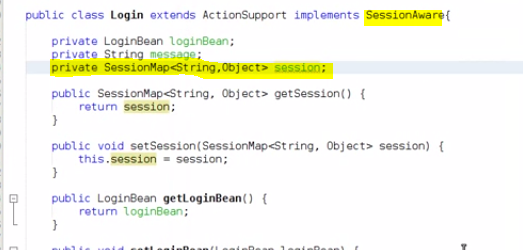 public class Login extends ActionSupport implements SessionAware{
private LoginBean loginBean;
private String message;
private SessionMap<String,Object> session;
public SessionMap<String, Object> getSession() {
return session;
}
public void setSession(SessionMap<String, Object> session) {
this.session = session;
}
public LoginBean getLoginBean() {
return loginBean;
}
public void setLoginBean(LoginBean loginBean) {